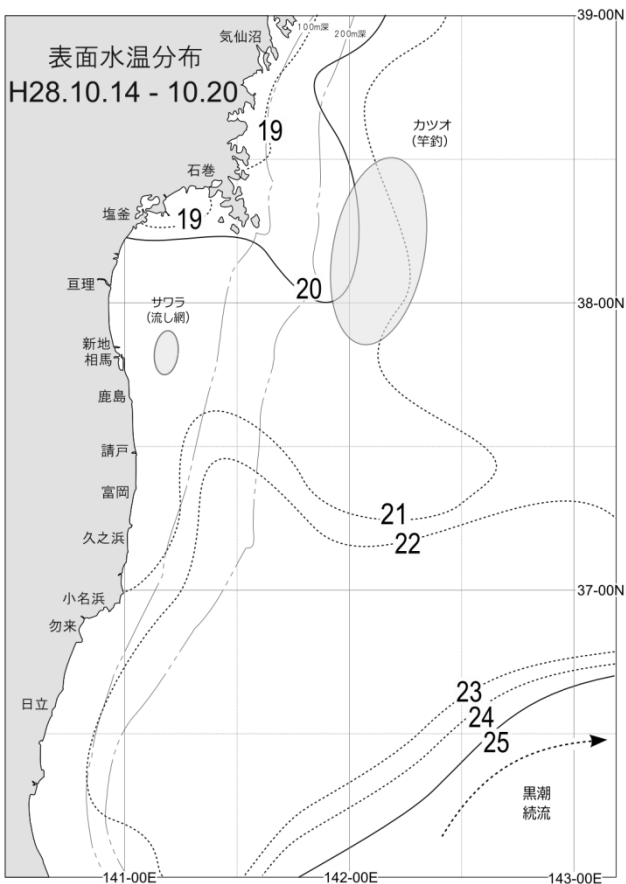 39-00N
気仙沼
100m深
200m深
表面水温分布
H28.10.14 - 10.20
19
カツオ
(竿釣)
石巻
塩釜
19
亘理
20
サワラ
(流し網)
38-00N
新地
相馬
鹿島
請戸
富岡
21
久之浜
22
小名浜
37-00N
勿来
23
日立
24
25
黒潮
続流
141-00E
142-00E
143-00E